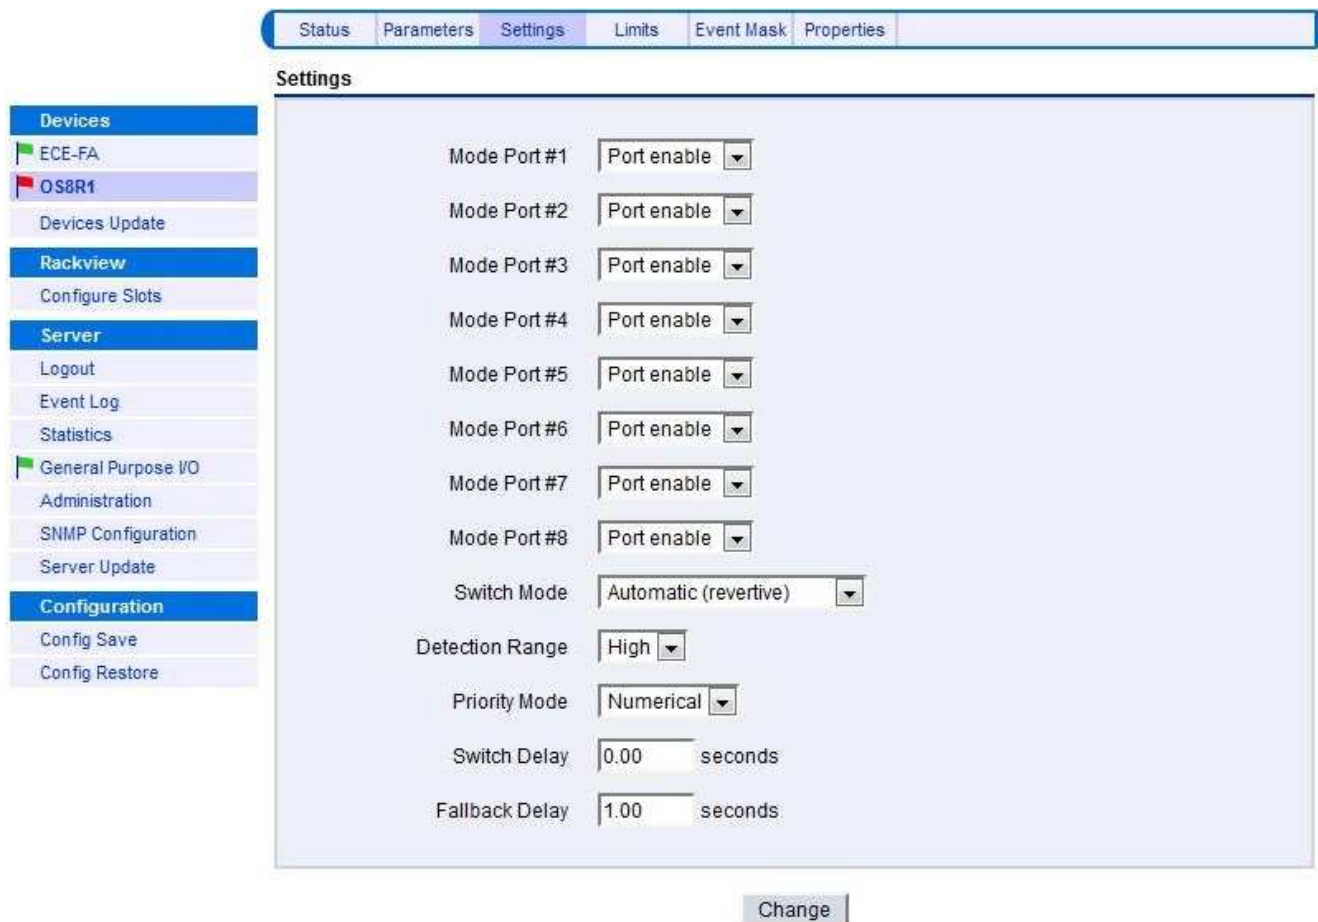 Status Parameters Settings Limits Event Mask Properties
Settings
Devices
ECE-FA
OS8R1
Devices Update
Rackview
Configure Slots
Server
Logout
Event Log
Statistics
General Purpose I/O
Administration
SNMP Configuration
Server Update
Configuration
Config Save
Config Restore
Mode Port #1 Port enable
Mode Port #2 Port enable
Mode Port #3 Port enable
Mode Port #4 Port enable
Mode Port #5 Port enable
Mode Port #6 Port enable
Mode Port #7 Port enable
Mode Port #8 Port enable
Switch Mode Automatic (revertive)
Detection Range High
Priority Mode Numerical
Switch Delay 0.00 seconds
Fallback Delay 1.00 seconds
Change